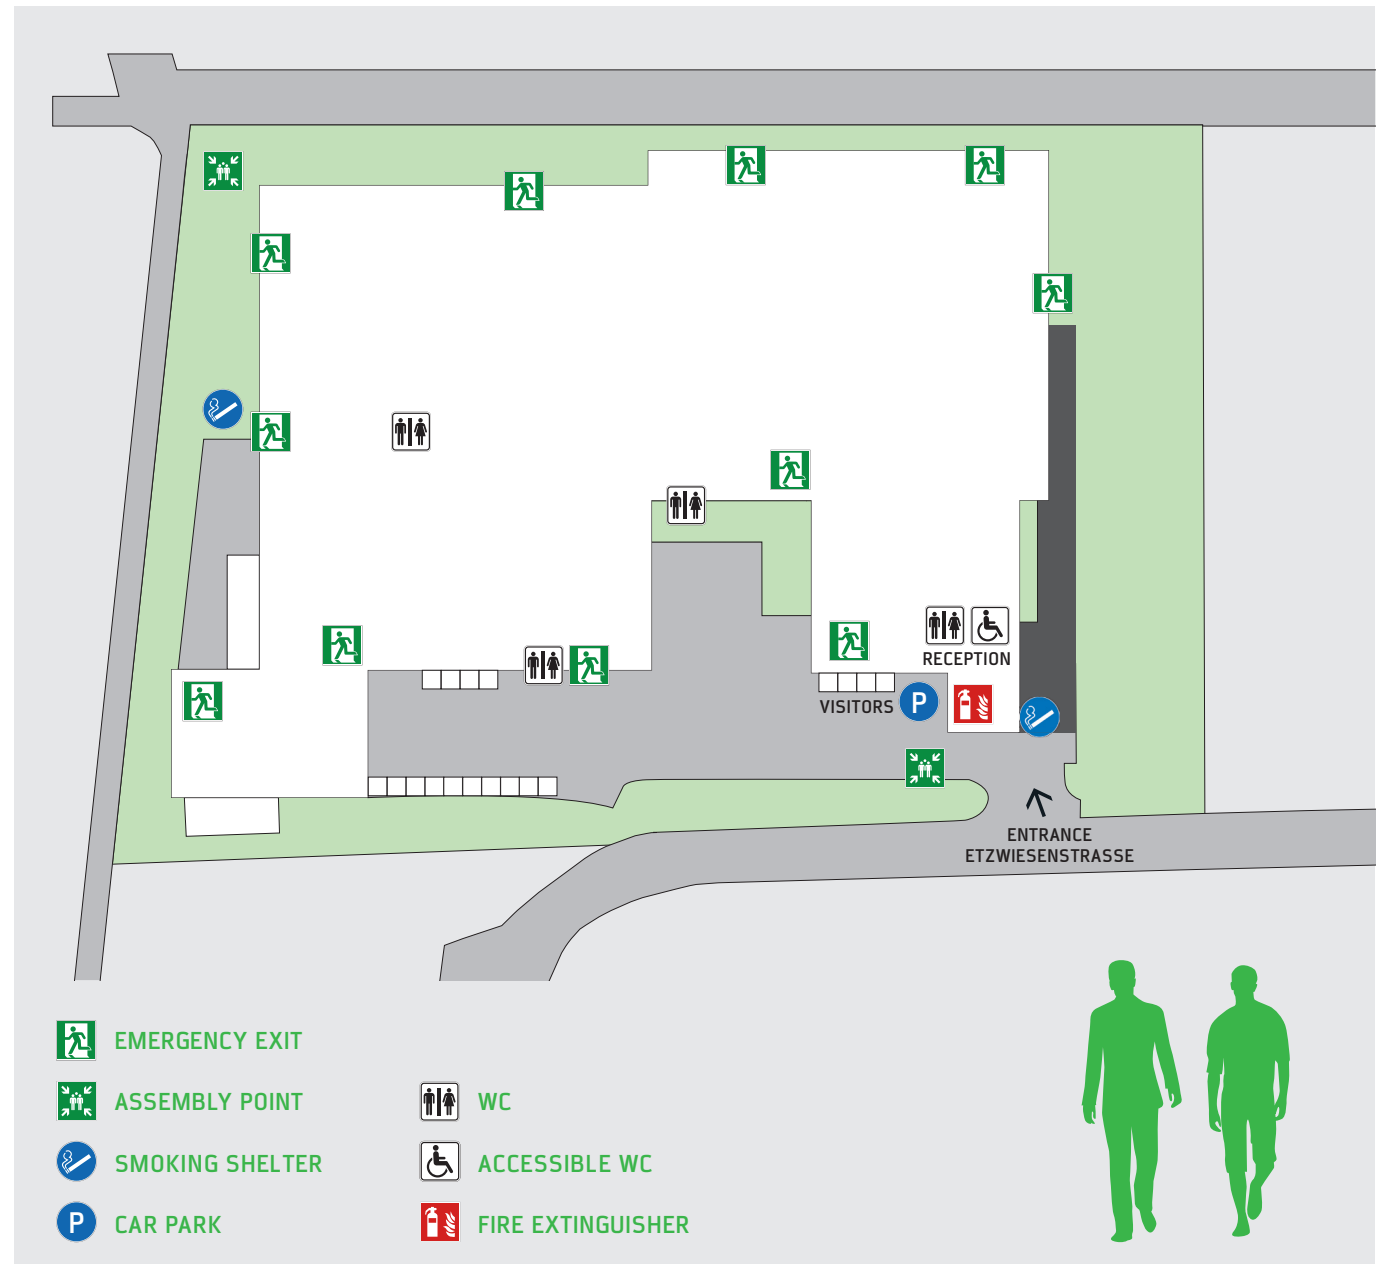 RECEPTION
VISITORS
P
ENTRANCE
ETZWIESENSTRASSE
EMERGENCY EXIT
ASSEMBLY POINT
WC
SMOKING SHELTER
ACCESSIBLE WC
P
CAR PARK
FIRE EXTINGUISHER